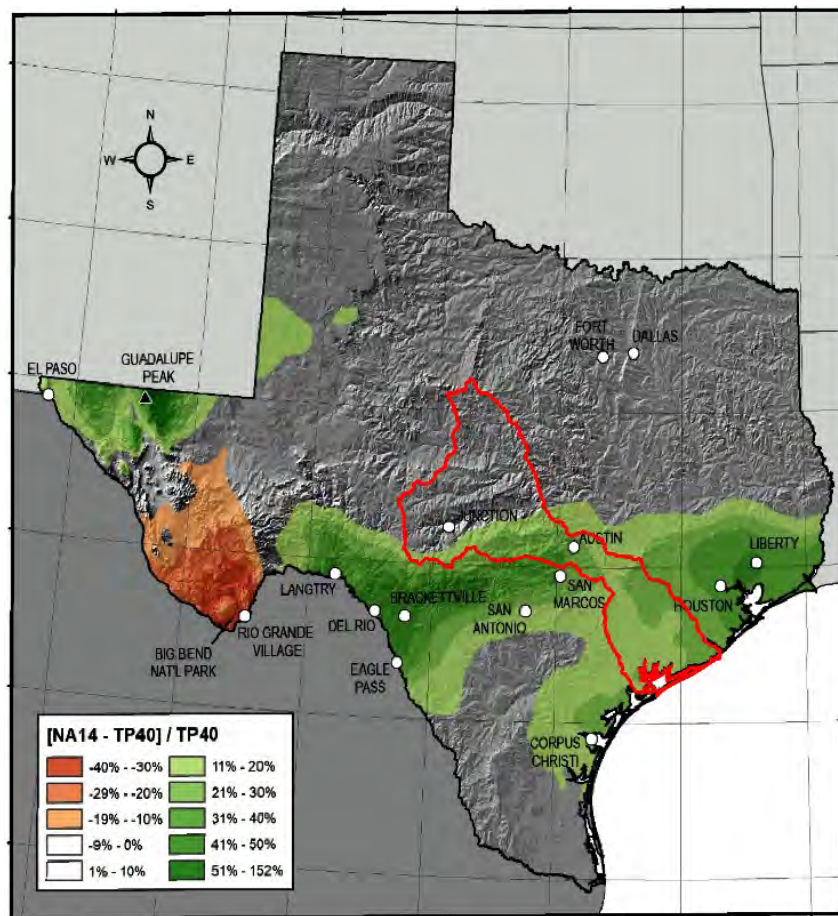 N
W E
S
FORT
WORTH
DALLAS
GUADALUPE
PEAK
EL PASO
JUNCTION
AUSTIN
LIBERTY
LANGTRY
BRACKETTVILLE
SAN
MARCOS
HOUSTON
DEL RIO
SAN
ANTONIO
BIG BEND
NAT'L PARK
RIO GRANDE
VILLAGE
EAGLE
PASS
CORPUS
CHRISTI
[NA14 - TP40] / TP40
-40% - -30%
-29% - -20%
-19% - -10%
-9% - 0%
1% - 10%
11% - 20%
21% - 30%
31% - 40%
41% - 50%
51% - 152%